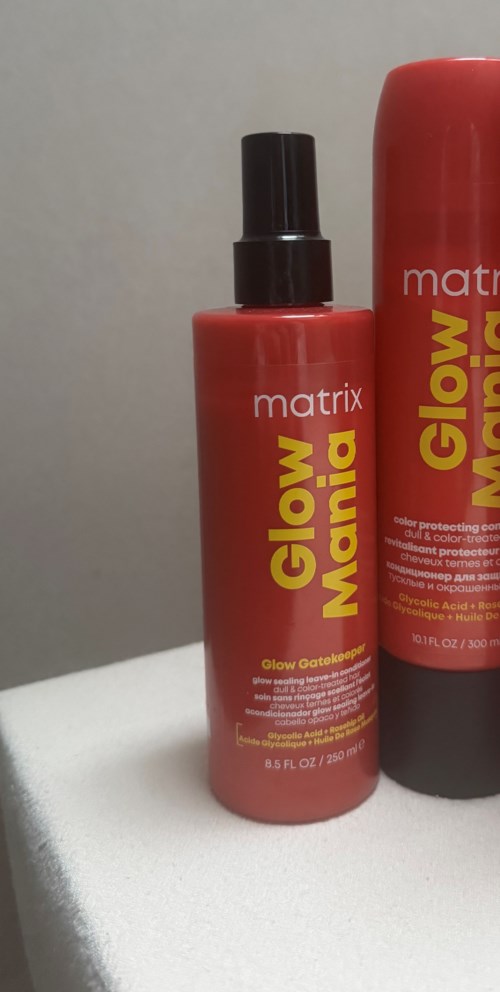 matrix
Glow
Mania
Glow Gatekeeper
glow sealing leave-in conditioner
dull & color-treated hair
soin sans rinçage scellant l'éclat
cheveux ternes et colorés
acondicionador glow sealing leave-in
cabello opaco y teñido
Glycolic Acid + Rosehip Oil
Acide Glycolique + Huile De Rose
8.5 FL OZ / 250 ml ℮
matr
Glow
Mania
color protecting con
dull & color-treate
revitalisant protecteur
cheveux ternes et c
кондиционер для защ
тусклые и окрашенны
Glycolic Acid + Rose
Acide Glycolique + Huile De
10.1 FL OZ / 300 m